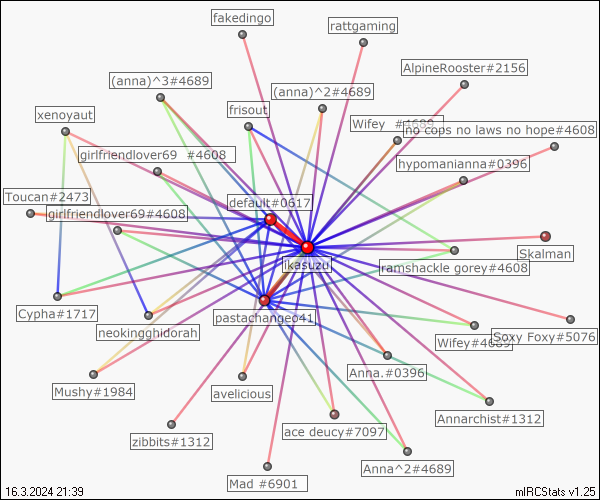 fakedingo
rattgaming
AlpineRooster#2156
(anna)^3#4689
(anna)^2#4689
xenoyaut
frisout
Wifey #4689
no cops no laws no hope#4608
girlfriendlover69 #4608
hypomanianna#0396
Toucan#2473
default#0617
girlfriendlover69#4608
Skalman
ikasuzu
ramshackle gorey#4608
Cypha#1717
pastachangeo41
neokingghidorah
Wifey#4689
Soxy Foxy#5076
Anna.#0396
Mushy#1984
avelicious
Annarchist#1312
zibbits#1312
ace deucy#7097
Anna^2#4689
Mad #6901
16.3.2024 21:39
mIRCStats v1.25